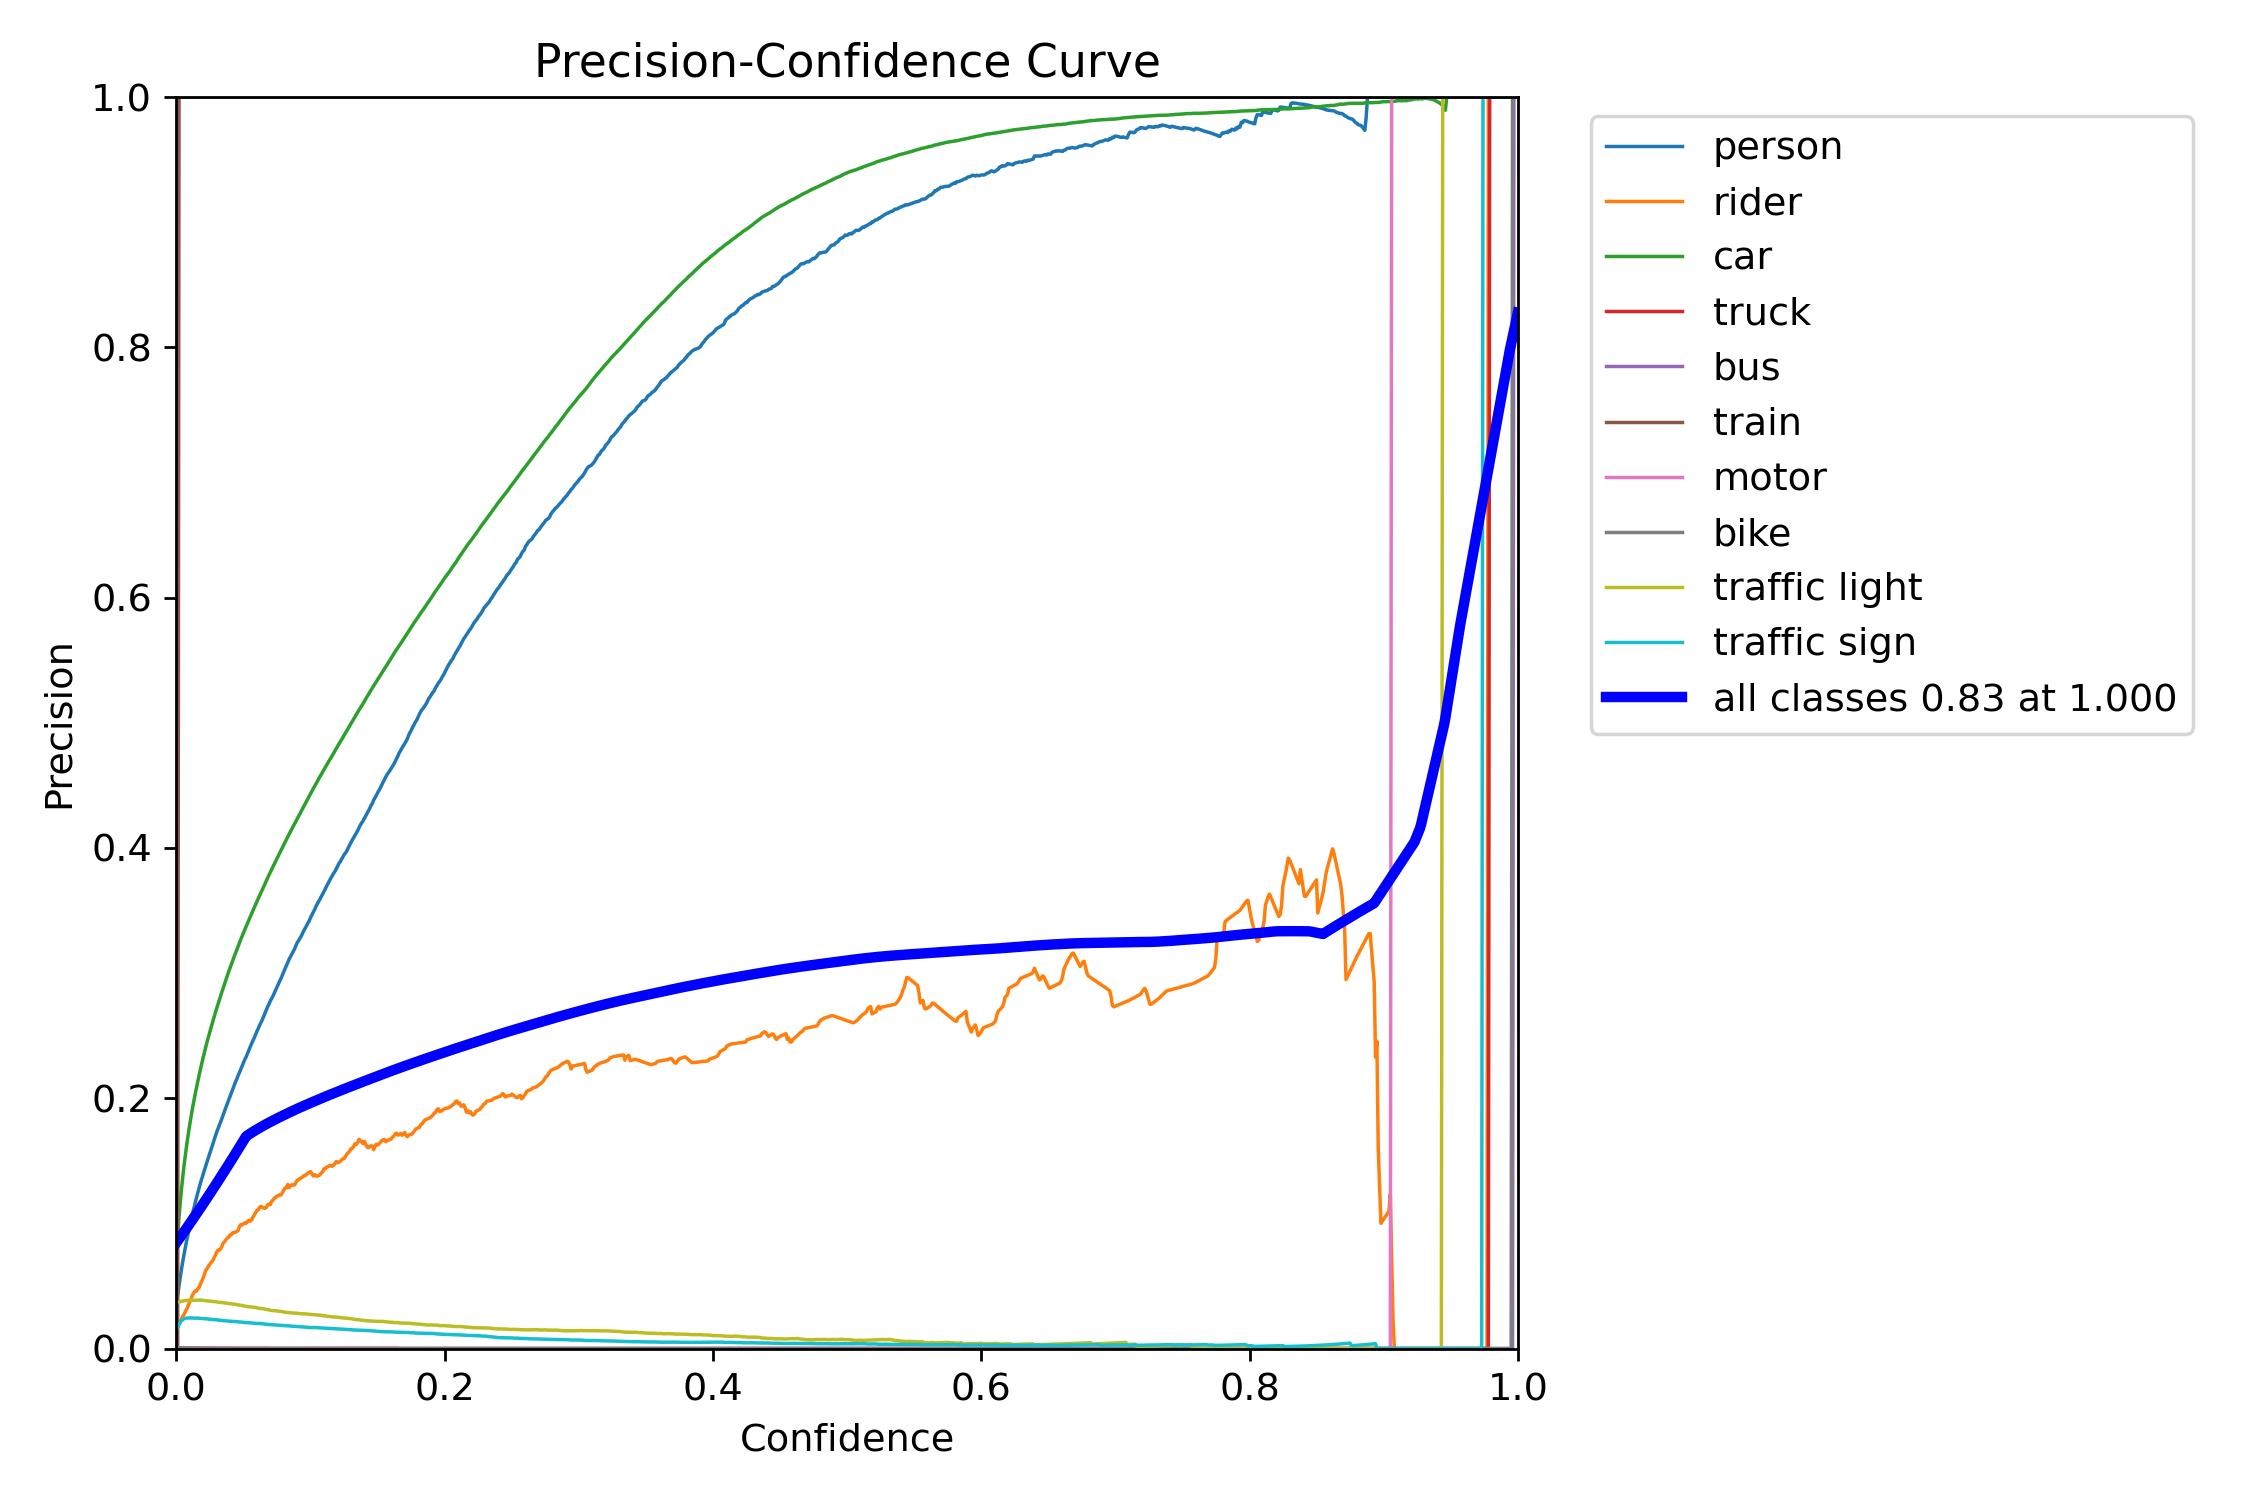 Precision-Confidence Curve
1.0
0.8
0.6
0.4
0.2
0.0
Precision
0.0 0.2 0.4 0.6 0.8 1.0
Confidence
person
rider
car
truck
bus
train
motor
bike
traffic light
traffic sign
all classes 0.83 at 1.000